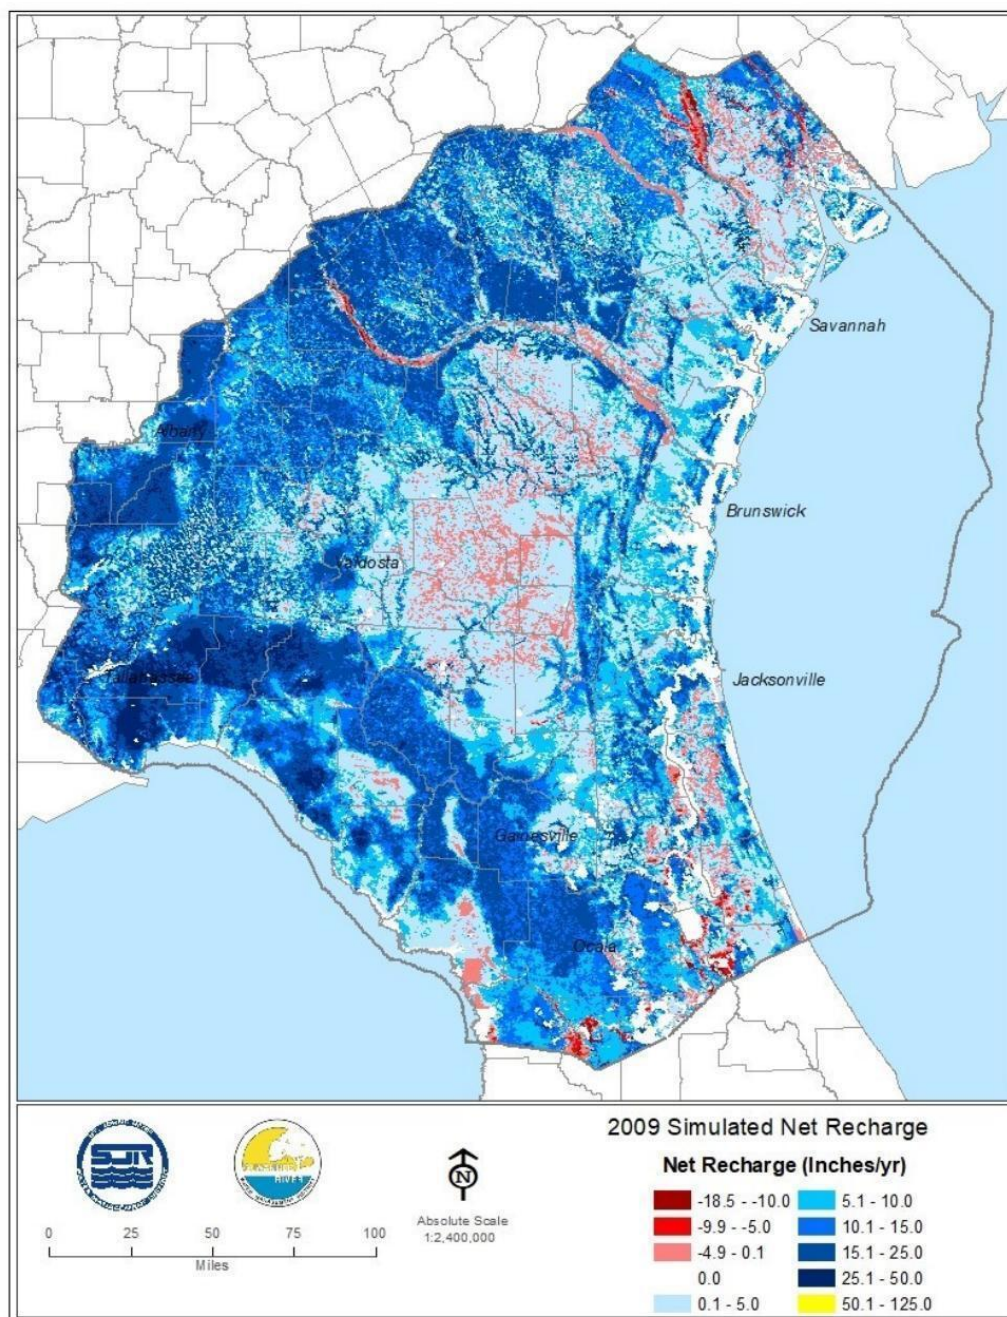 Savannah
Albany
Brunswick
Valdosta
Tallahassee
Jacksonville
Gainesville
Ocala
2009 Simulated Net Recharge
Net Recharge (Inches/yr)
-18.5 - -10.0
-9.9 - -5.0
-4.9 - 0.1
0.0
0.1 - 5.0
5.1 - 10.0
10.1 - 15.0
15.1 - 25.0
25.1 - 50.0
50.1 - 125.0
SJR
RIVER
N
Absolute Scale
1:2,400,000
0 25 50 75 100
Miles